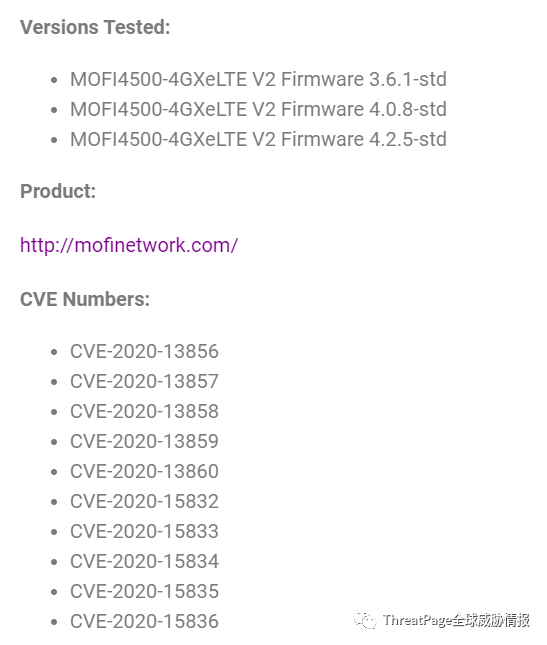 Versions Tested:
MOFI4500-4GXeLTE V2 Firmware 3.6.1-std
MOFI4500-4GXeLTE V2 Firmware 4.0.8-std
MOFI4500-4GXeLTE V2 Firmware 4.2.5-std
Product:
http://mofinetwork.com/
CVE Numbers:
CVE-2020-13856
CVE-2020-13857
CVE-2020-13858
CVE-2020-13859
CVE-2020-13860
CVE-2020-15832
CVE-2020-15833
CVE-2020-15834
CVE-2020-15835
CVE-2020-15836
ThreatPage全球威胁情报